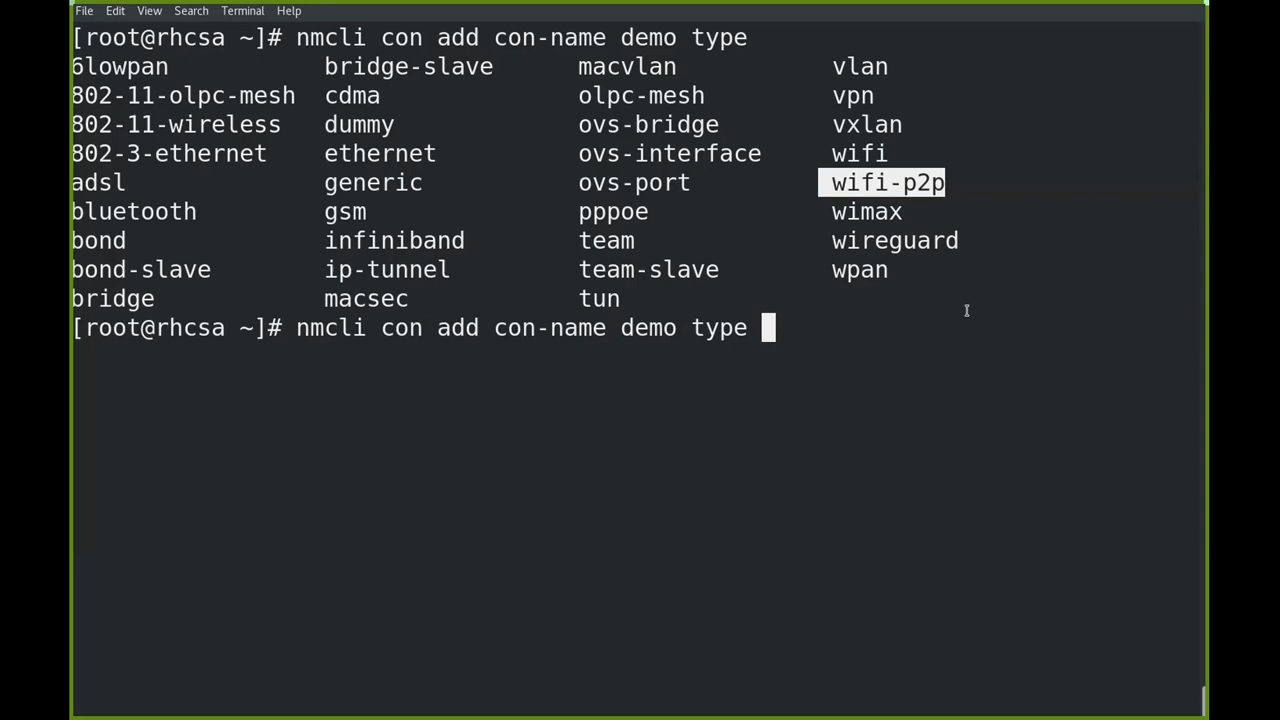 File Edit View Search Terminal Help
[root@rhcsa ~]# nmcli con add con-name demo type
6lowpan bridge-slave macvlan vlan
802-11-olpc-mesh cdma olpc-mesh vpn
802-11-wireless dummy ovs-bridge vxlan
802-3-ethernet ethernet ovs-interface wifi
adsl generic ovs-port wifi-p2p
bluetooth gsm pppoe wimax
bond infiniband team wireguard
bond-slave ip-tunnel team-slave wpan
bridge macsec tun
[root@rhcsa ~]# nmcli con add con-name demo type